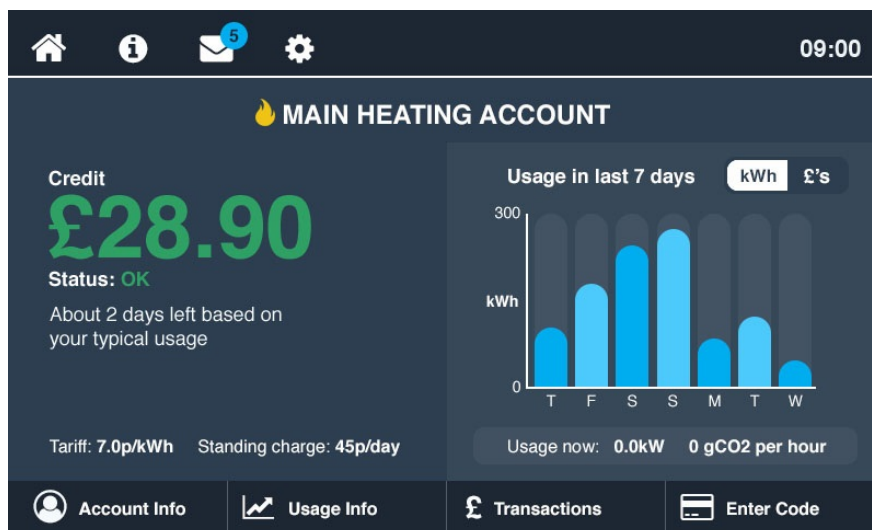 5
09:00
MAIN HEATING ACCOUNT
Credit
£28.90
Status: OK
About 2 days left based on
your typical usage
Tariff: 7.0p/kWh Standing charge: 45p/day
Usage in last 7 days kWh £'s
300
kWh
0
T F S S M T W
Usage now: 0.0kW 0 gCO2 per hour
Account Info Usage Info £ Transactions Enter Code